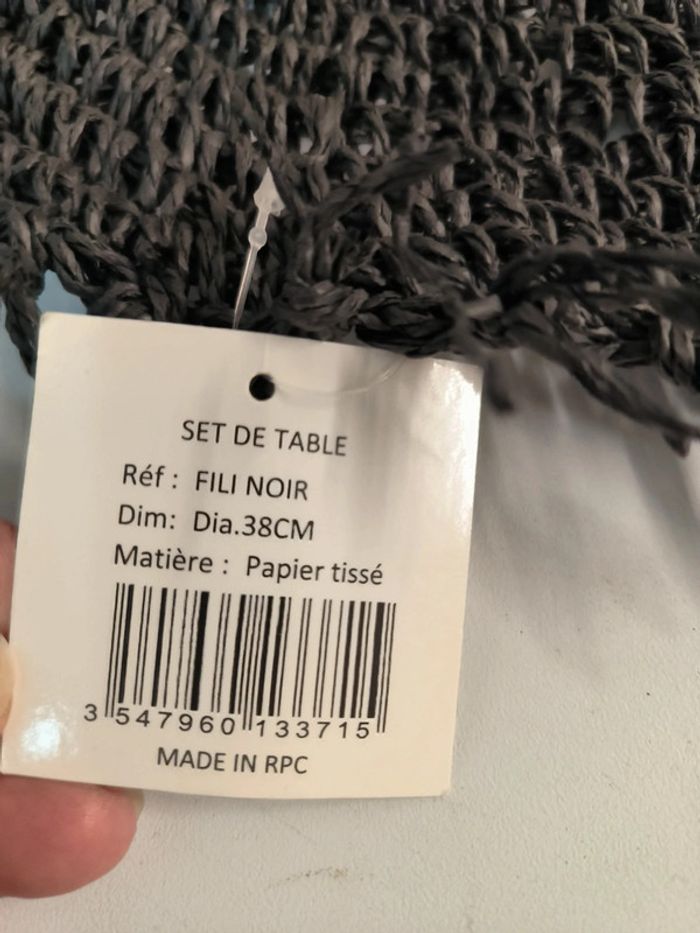 SET DE TABLE
Réf : FILI NOIR
Dim: Dia.38CM
Matière : Papier tissé
3 547960 133715
MADE IN RPC